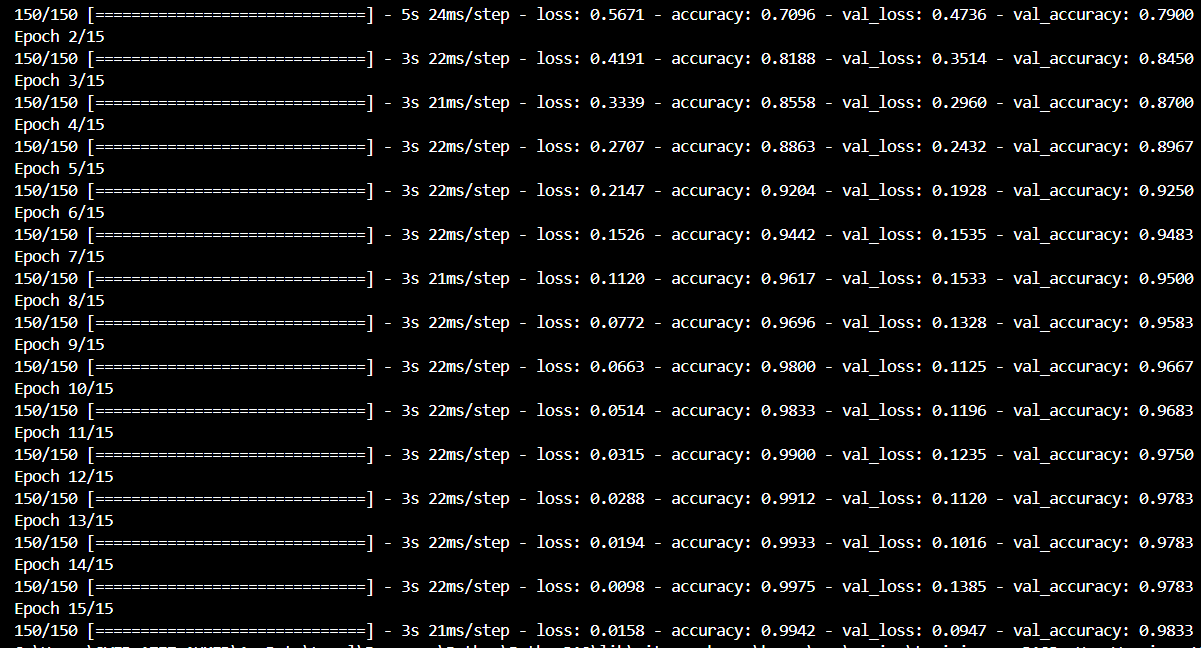 150/150 [==============================] - 5s 24ms/step - loss: 0.5671 - accuracy: 0.7096 - val_loss: 0.4736 - val_accuracy: 0.7900
Epoch 2/15
150/150 [==============================] - 3s 22ms/step - loss: 0.4191 - accuracy: 0.8188 - val_loss: 0.3514 - val_accuracy: 0.8450
Epoch 3/15
150/150 [==============================] - 3s 21ms/step - loss: 0.3339 - accuracy: 0.8558 - val_loss: 0.2960 - val_accuracy: 0.8700
Epoch 4/15
150/150 [==============================] - 3s 22ms/step - loss: 0.2707 - accuracy: 0.8863 - val_loss: 0.2432 - val_accuracy: 0.8967
Epoch 5/15
150/150 [==============================] - 3s 22ms/step - loss: 0.2147 - accuracy: 0.9204 - val_loss: 0.1928 - val_accuracy: 0.9250
Epoch 6/15
150/150 [==============================] - 3s 22ms/step - loss: 0.1526 - accuracy: 0.9442 - val_loss: 0.1535 - val_accuracy: 0.9483
Epoch 7/15
150/150 [==============================] - 3s 21ms/step - loss: 0.1120 - accuracy: 0.9617 - val_loss: 0.1533 - val_accuracy: 0.9500
Epoch 8/15
150/150 [==============================] - 3s 22ms/step - loss: 0.0772 - accuracy: 0.9696 - val_loss: 0.1328 - val_accuracy: 0.9583
Epoch 9/15
150/150 [==============================] - 3s 22ms/step - loss: 0.0663 - accuracy: 0.9800 - val_loss: 0.1125 - val_accuracy: 0.9667
Epoch 10/15
150/150 [==============================] - 3s 22ms/step - loss: 0.0514 - accuracy: 0.9833 - val_loss: 0.1196 - val_accuracy: 0.9683
Epoch 11/15
150/150 [==============================] - 3s 22ms/step - loss: 0.0315 - accuracy: 0.9900 - val_loss: 0.1235 - val_accuracy: 0.9750
Epoch 12/15
150/150 [==============================] - 3s 22ms/step - loss: 0.0288 - accuracy: 0.9912 - val_loss: 0.1120 - val_accuracy: 0.9783
Epoch 13/15
150/150 [==============================] - 3s 22ms/step - loss: 0.0194 - accuracy: 0.9933 - val_loss: 0.1016 - val_accuracy: 0.9783
Epoch 14/15
150/150 [==============================] - 3s 22ms/step - loss: 0.0098 - accuracy: 0.9975 - val_loss: 0.1385 - val_accuracy: 0.9783
Epoch 15/15
150/150 [==============================] - 3s 21ms/step - loss: 0.0158 - accuracy: 0.9942 - val_loss: 0.0947 - val_accuracy: 0.9833